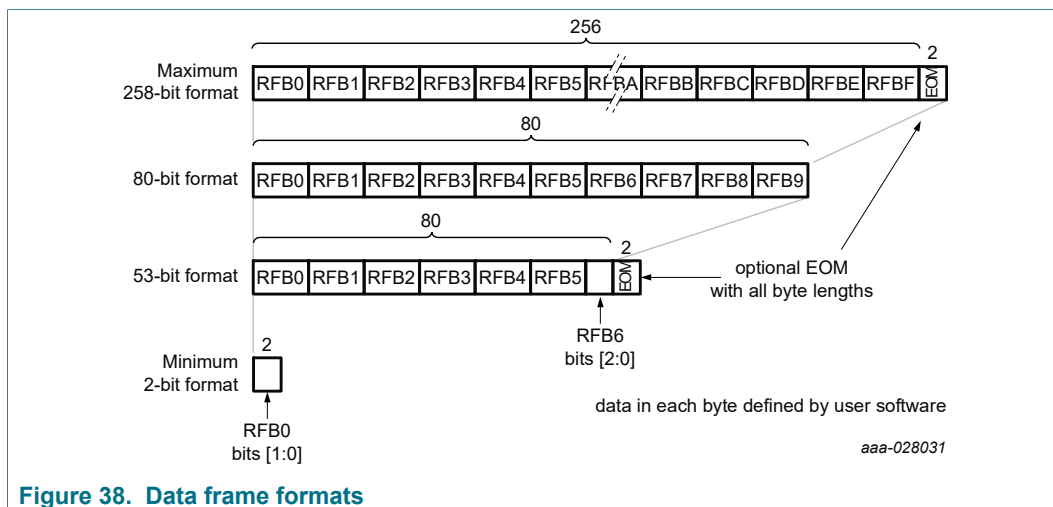 256
Maximum
258-bit format
RFB0 RFB1 RFB2 RFB3 RFB4 RFB5 RFBA RFBB RFBC RFBD RFBE RFBF EOM
2
80
80-bit format
RFB0 RFB1 RFB2 RFB3 RFB4 RFB5 RFB6 RFB7 RFB8 RFB9
80
53-bit format
RFB0 RFB1 RFB2 RFB3 RFB4 RFB5 EOM
2
optional EOM
with all byte lengths
RFB6
bits [2:0]
Minimum
2-bit format
2
RFB0
bits [1:0]
data in each byte defined by user software
aaa-028031
Figure 38. Data frame formats